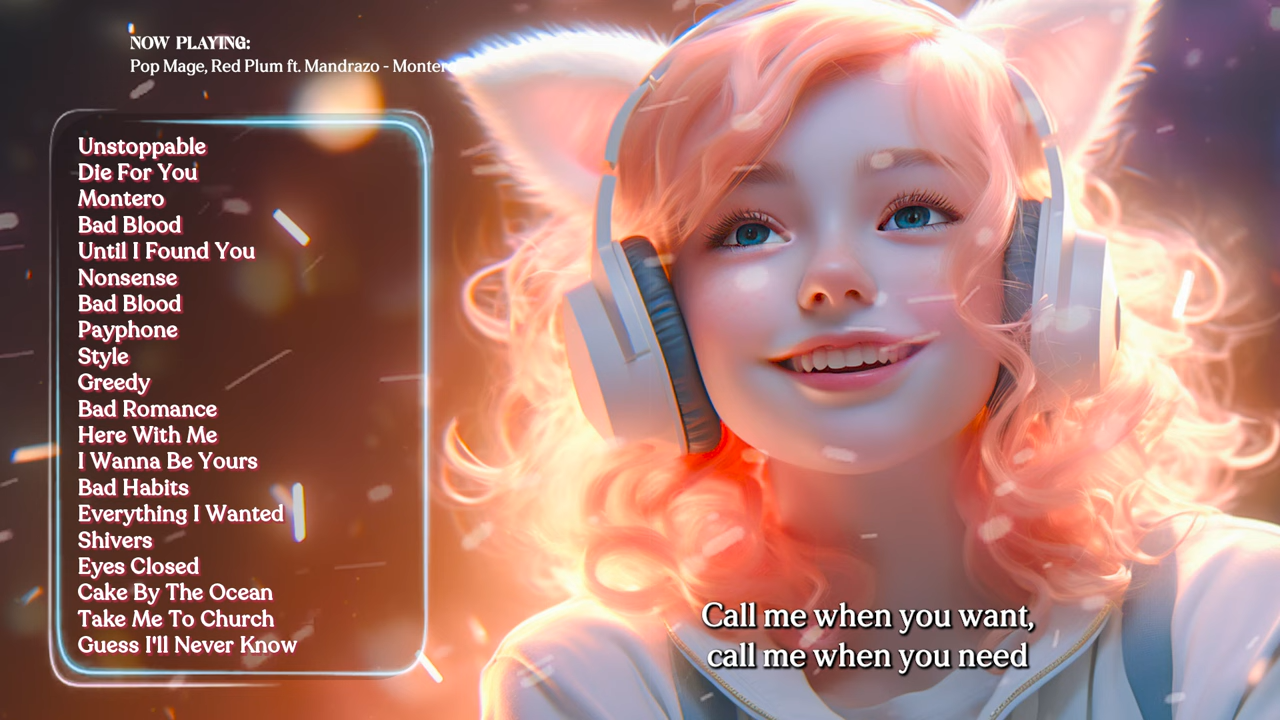 NOW PLAYING:
Pop Mage, Red Plum ft. Mandrazo - Monter
Unstoppable
Die For You
Montero
Bad Blood
Until I Found You
Nonsense
Bad Blood
Payphone
Style
Greedy
Bad Romance
Here With Me
I Wanna Be Yours
Bad Habits
Everything I Wanted
Shivers
Eyes Closed
Cake By The Ocean
Take Me To Church
Guess I'll Never Know
Call me when you want,
call me when you need